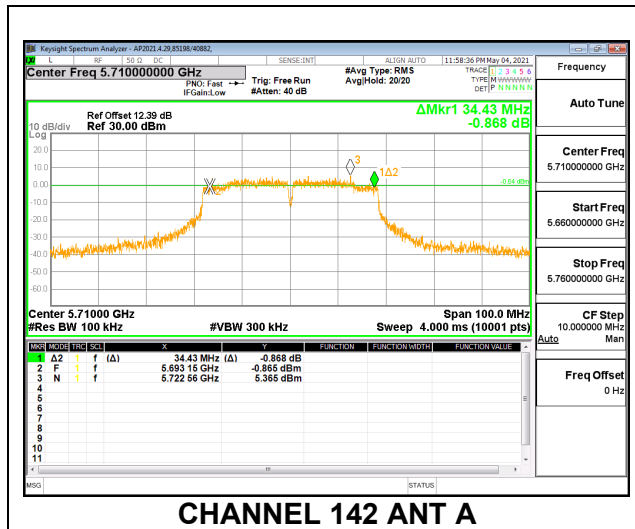 Keysight Spectrum Analyzer - AP2021.4.29,85198/40882,
LXI L RF 50 Ω DC SENSE:INT ALIGN AUTO 11:58:36 PM May 04, 2021
Center Freq 5.710000000 GHz #Avg Type: RMS TRACE 1 2 3 4 5 6
PNO: Fast Trig: Free Run Avg|Hold: 20/20 TYPE M WWWWW
IFGain:Low #Atten: 40 dB DET P N N N N N
Frequency
Auto Tune
Center Freq
5.710000000 GHz
Start Freq
5.660000000 GHz
Stop Freq
5.760000000 GHz
CF Step
10.000000 MHz
Auto Man
Freq Offset
0 Hz
Ref Offset 12.39 dB ΔMkr1 34.43 MHz
10 dB/div Ref 30.00 dBm -0.868 dB
Log
20.0
10.0
0.00
-10.0
-20.0
-30.0
-40.0
-50.0
-60.0
3
1Δ2
Center 5.71000 GHz Span 100.0 MHz
#Res BW 100 kHz #VBW 300 kHz Sweep 4.000 ms (10001 pts)
MKR MODE TRC SCL X Y FUNCTION FUNCTION WIDTH FUNCTION VALUE
1 Δ2 1 f (Δ) 34.43 MHz (Δ) -0.868 dB
2 F 1 f 5.693 15 GHz -0.865 dBm
3 N 1 f 5.722 56 GHz 5.365 dBm
4
5
6
7
8
9
10
11
MSG STATUS
CHANNEL 142 ANT A